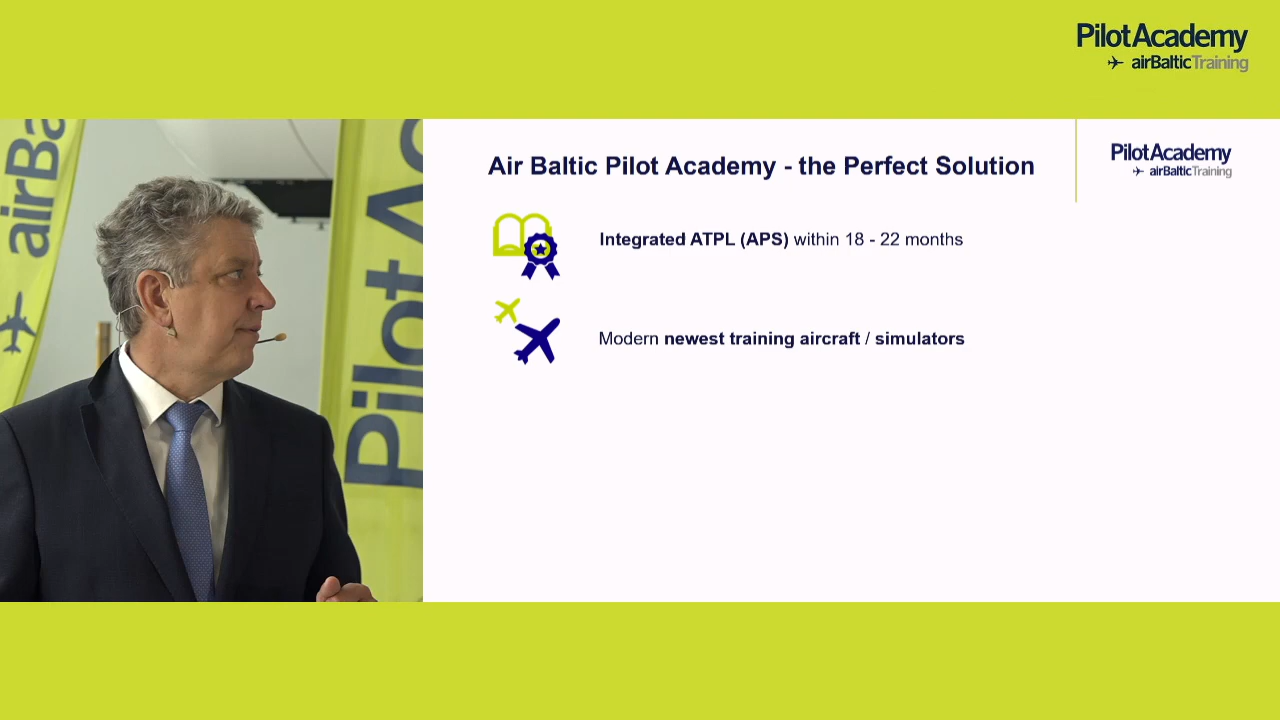 PilotAcademy
airBalticTraining
airBa
Pilot Ac
Air Baltic Pilot Academy - the Perfect Solution
PilotAcademy
airBalticTraining
Integrated ATPL (APS) within 18 - 22 months
Modern newest training aircraft / simulators